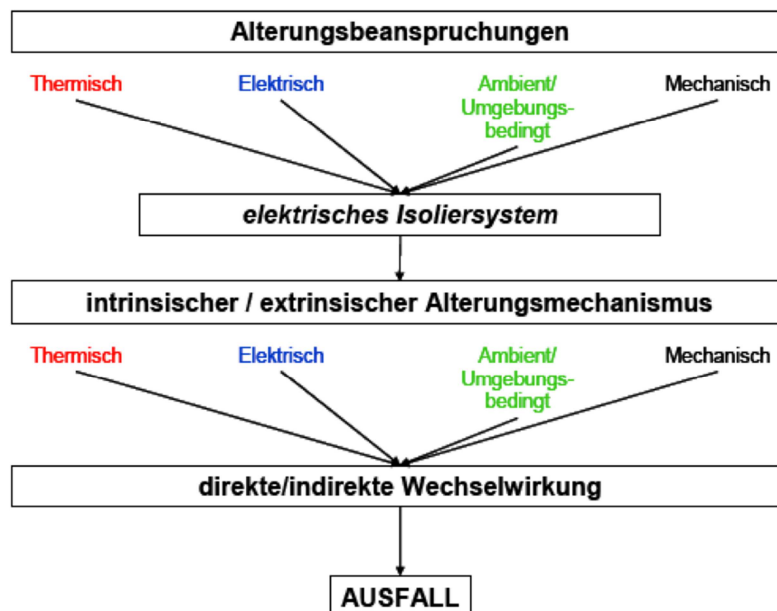 Alterungsbeanspruchungen
Thermisch
Elektrisch
Ambient/
Umgebungs-
bedingt
Mechanisch
elektrisches Isoliersystem
intrinsischer / extrinsischer Alterungsmechanismus
Thermisch
Elektrisch
Ambient/
Umgebungs-
bedingt
Mechanisch
direkte/indirekte Wechselwirkung
AUSFALL